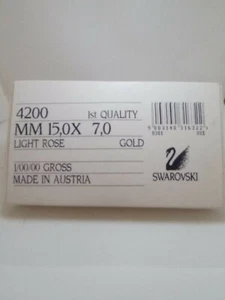 4200 1st QUALITY
MM 15,0X 7,0
LIGHT ROSE GOLD
1/00/00 GROSS
MADE IN AUSTRIA
SWAROVSKI